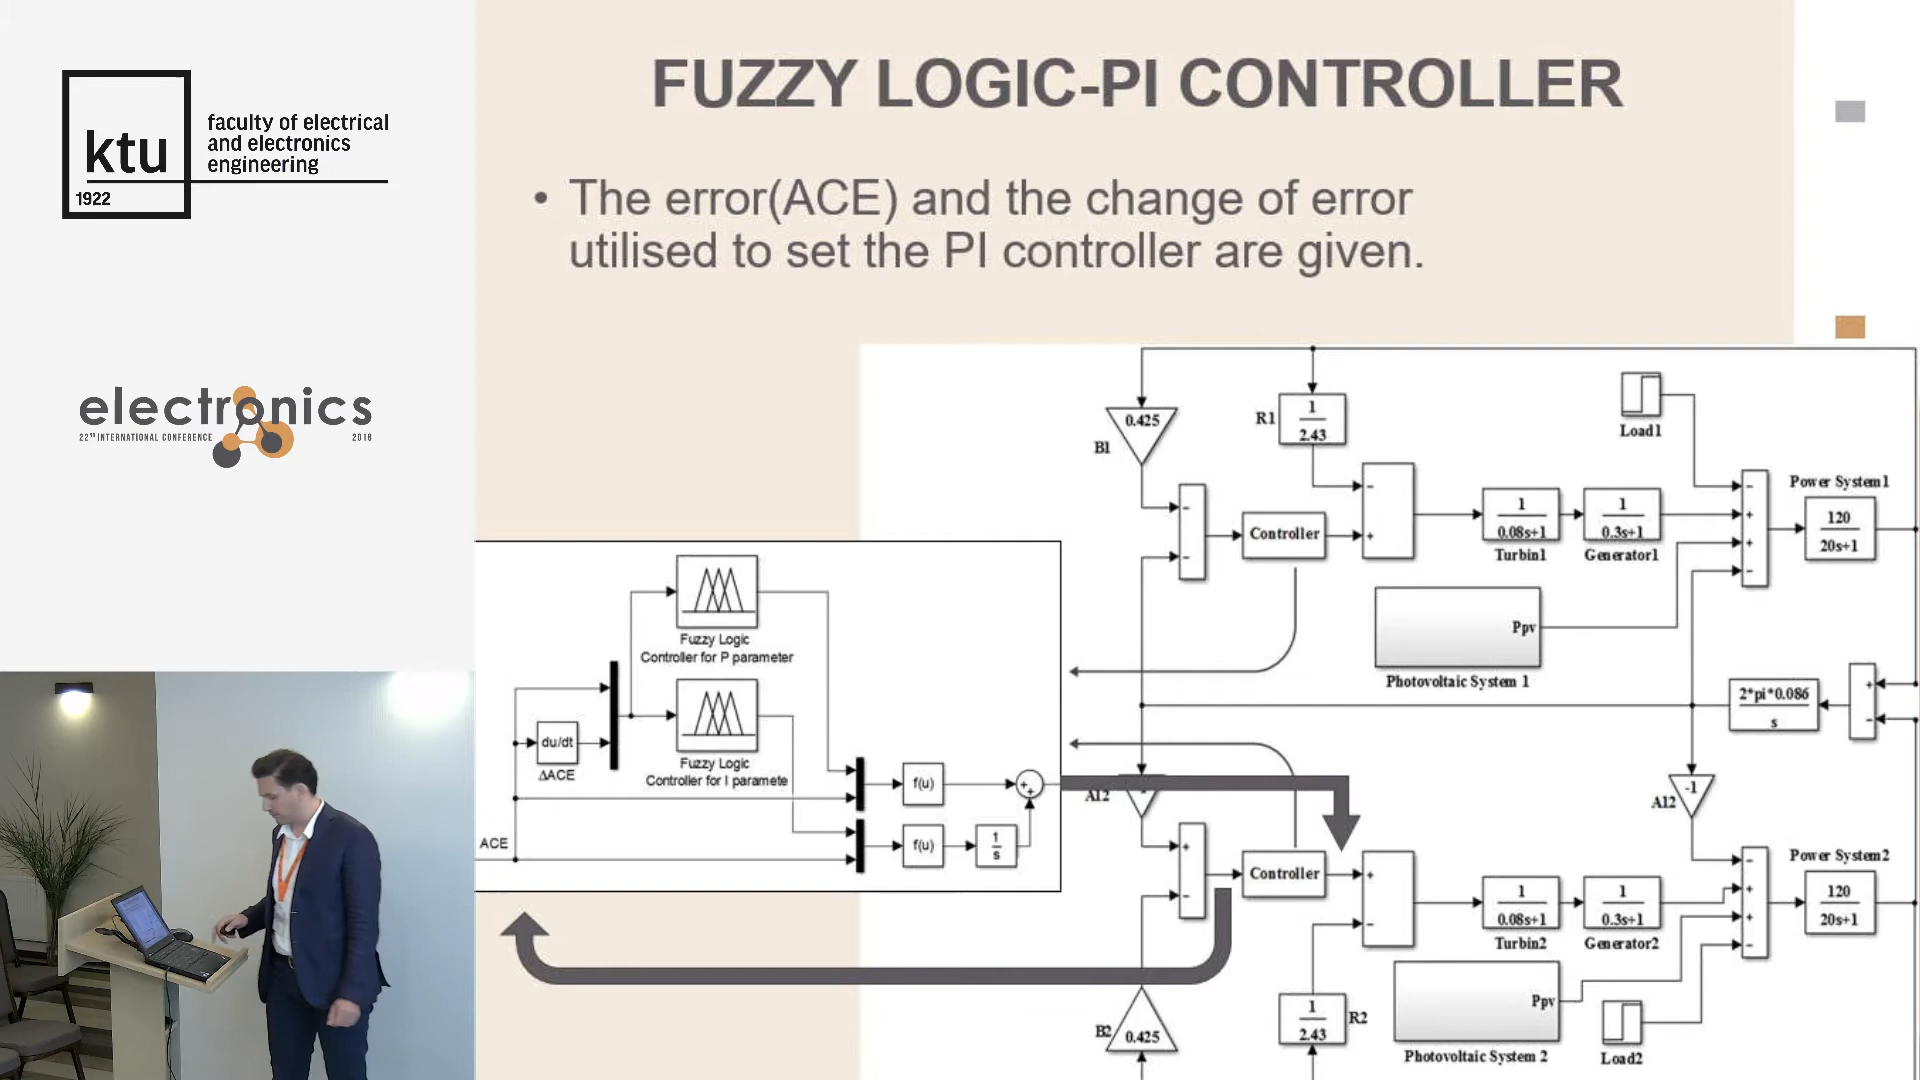 ktu
1922
faculty of electrical
and electronics
engineering
electronics
22ND INTERNATIONAL CONFERENCE 2018
FUZZY LOGIC-PI CONTROLLER
• The error(ACE) and the change of error
utilised to set the PI controller are given.
0.425
B1
R1
1
2.43
Load1
Controller
1
0.08s+1
Turbin1
1
0.3s+1
Generator1
Power System1
120
20s+1
Ppv
Photovoltaic System 1
2*pi*0.086
s
Fuzzy Logic
Controller for P parameter
Fuzzy Logic
Controller for I paramete
du/dt
ΔACE
ACE
f(u)
f(u)
1
s
A12
-1
A12
Controller
1
0.08s+1
Turbin2
1
0.3s+1
Generator2
Power System2
120
20s+1
Ppv
Photovoltaic System 2
Load2
B2
0.425
1
2.43
R2